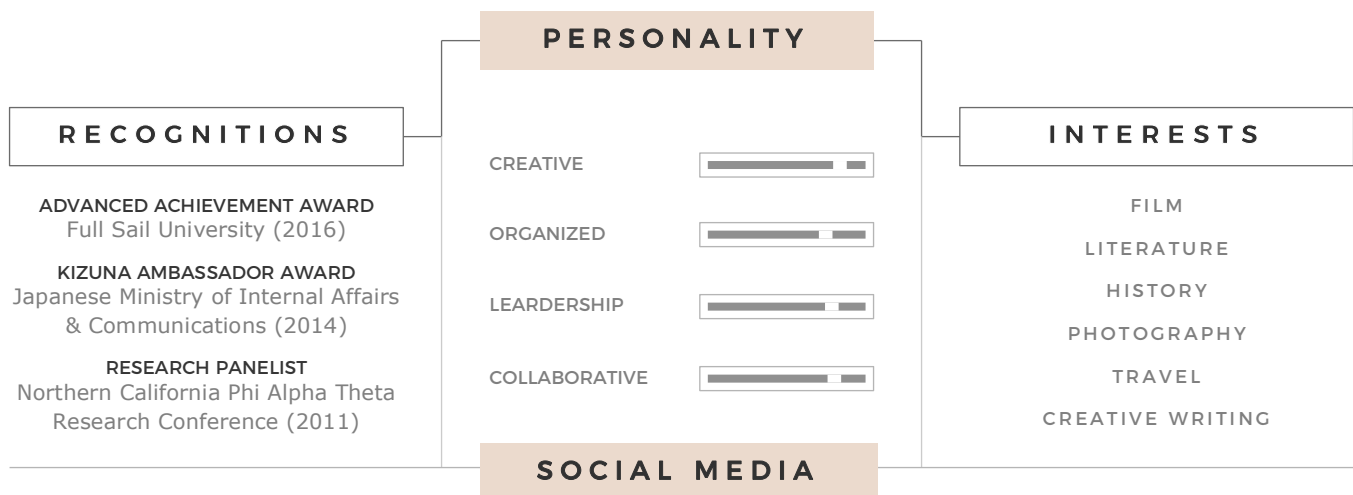 PERSONALITY
RECOGNITIONS
ADVANCED ACHIEVEMENT AWARD
Full Sail University (2016)
KIZUNA AMBASSADOR AWARD
Japanese Ministry of Internal Affairs
& Communications (2014)
RESEARCH PANELIST
Northern California Phi Alpha Theta
Research Conference (2011)
CREATIVE
ORGANIZED
LEARDERSHIP
COLLABORATIVE
INTERESTS
FILM
LITERATURE
HISTORY
PHOTOGRAPHY
TRAVEL
CREATIVE WRITING
SOCIAL MEDIA